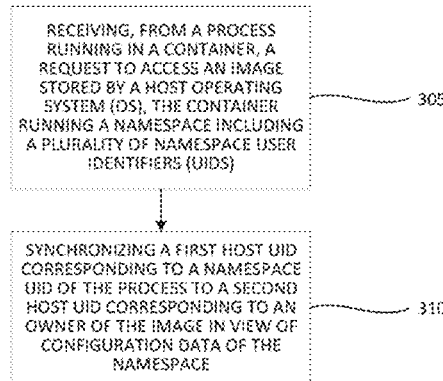 RECEIVING, FROM A PROCESS
RUNNING IN A CONTAINER, A
REQUEST TO ACCESS AN IMAGE
STORED BY A HOST OPERATING
SYSTEM (OS), THE CONTAINER
RUNNING A NAMESPACE INCLUDING
A PLURALITY OF NAMESPACE USER
IDENTIFIERS (UIDS)
305
SYNCHRONIZING A FIRST HOST UID
CORRESPONDING TO A NAMESPACE
UID OF THE PROCESS TO A SECOND
HOST UID CORRESPONDING TO AN
OWNER OF THE IMAGE IN VIEW OF
CONFIGURATION DATA OF THE
NAMESPACE
310